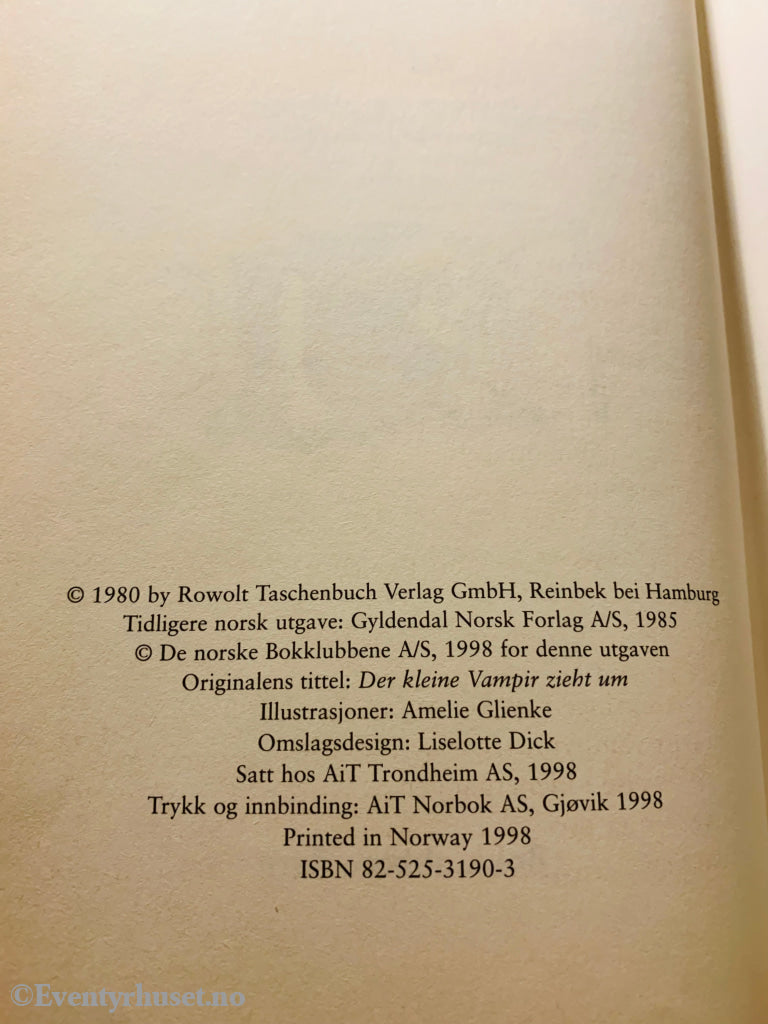 © 1980 by Rowolt Taschenbuch Verlag GmbH, Reinbek bei Hamburg
Tidligere norsk utgave: Gyldendal Norsk Forlag A/S, 1985
© De norske Bokklubbene A/S, 1998 for denne utgaven
Originalens tittel: Der kleine Vampir zieht um
Illustrasjoner: Amelie Glienke
Omslagsdesign: Liselotte Dick
Satt hos AiT Trondheim AS, 1998
Trykk og innbinding: AiT Norbok AS, Gjøvik 1998
Printed in Norway 1998
ISBN 82-525-3190-3
©Eventyrhuset.no